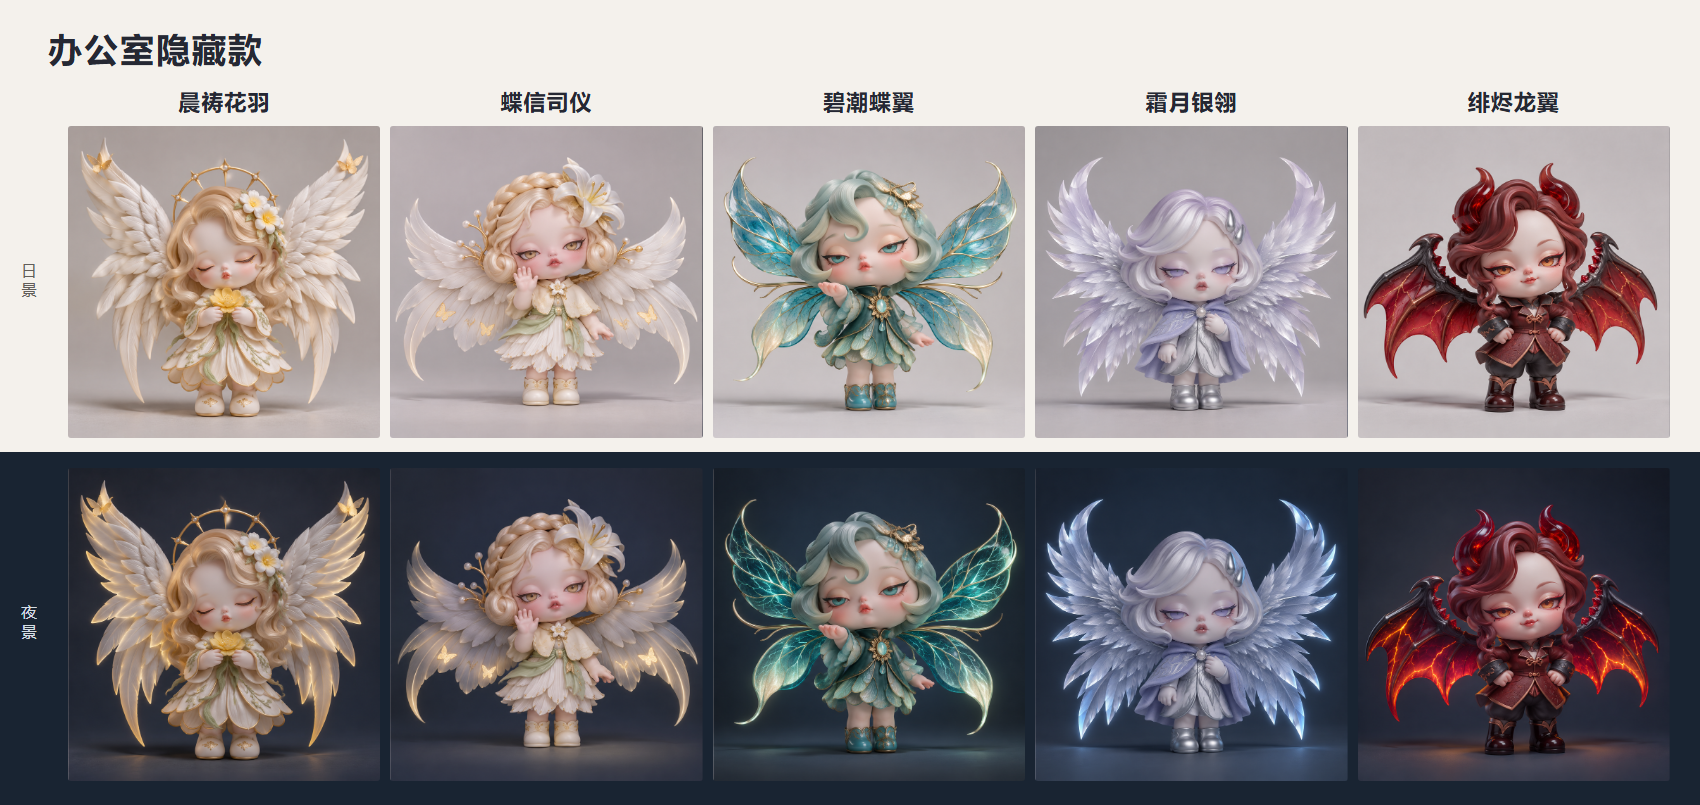 办公室隐藏款
晨祷花羽
蝶信司仪
碧潮蝶翼
霜月银翎
绯烬龙翼
日景
夜景